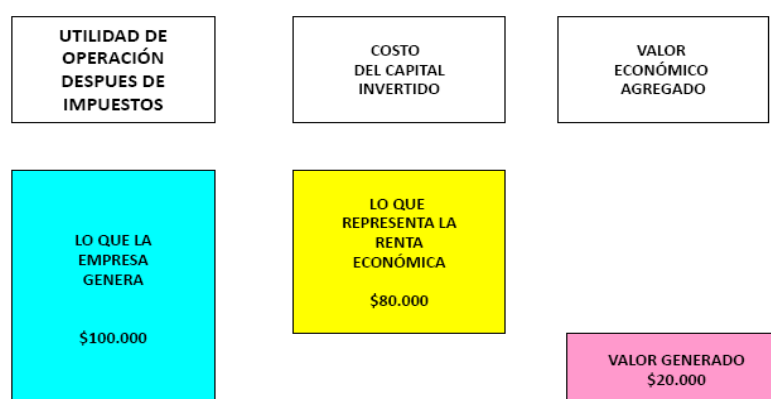 UTILIDAD DE
OPERACIÓN
DESPUES DE
IMPUESTOS
COSTO
DEL CAPITAL
INVERTIDO
VALOR
ECONÓMICO
AGREGADO
LO QUE LA
EMPRESA
GENERA
$100.000
LO QUE
REPRESENTA LA
RENTA
ECONÓMICA
$80.000
VALOR GENERADO
$20.000